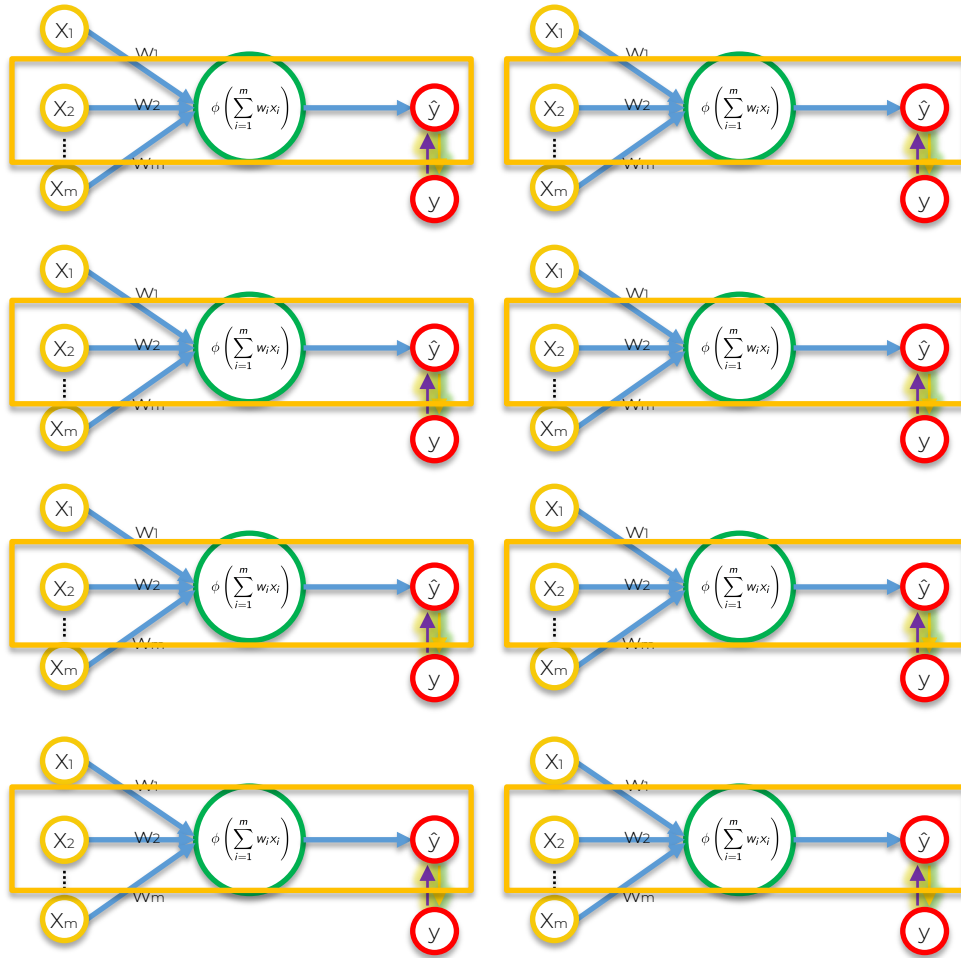 X1 X1
W1 W1
X2 W2 ϕ(∑_{i=1}^{m} w_i x_i) ŷ X2 W2 ϕ(∑_{i=1}^{m} w_i x_i) ŷ
Wm Wm
Xm y Xm y
X1 X1
W1 W1
X2 W2 ϕ(∑_{i=1}^{m} w_i x_i) ŷ X2 W2 ϕ(∑_{i=1}^{m} w_i x_i) ŷ
Wm Wm
Xm y Xm y
X1 X1
W1 W1
X2 W2 ϕ(∑_{i=1}^{m} w_i x_i) ŷ X2 W2 ϕ(∑_{i=1}^{m} w_i x_i) ŷ
Wm Wm
Xm y Xm y
X1 X1
W1 W1
X2 W2 ϕ(∑_{i=1}^{m} w_i x_i) ŷ X2 W2 ϕ(∑_{i=1}^{m} w_i x_i) ŷ
Wm Wm
Xm y Xm y